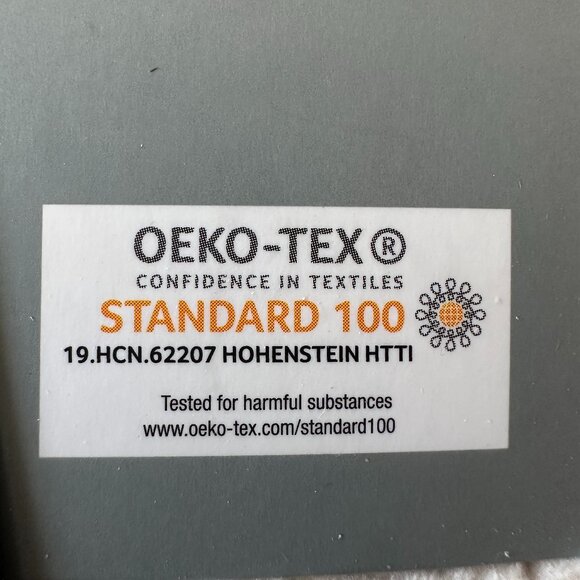 OEKO-TEX®
CONFIDENCE IN TEXTILES
STANDARD 100
19.HCN.62207 HOHENSTEIN HTTI
Tested for harmful substances
www.oeko-tex.com/standard100